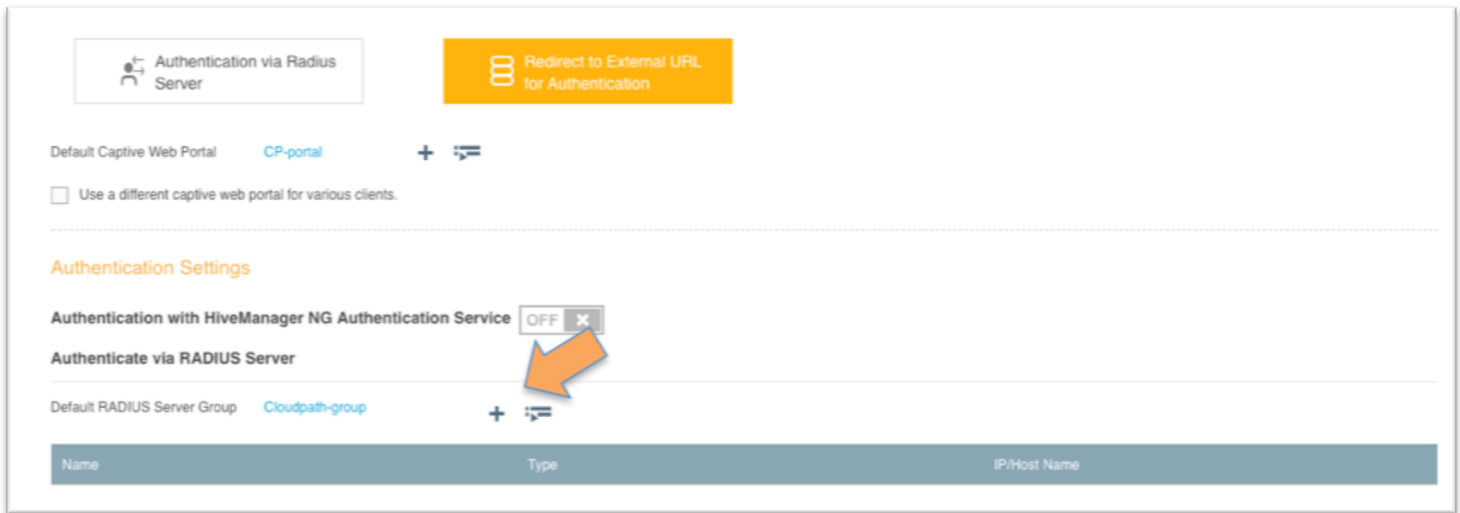 Authentication via Radius
Server
Redirect to External URL
for Authentication
Default Captive Web Portal CP-portal
Use a different captive web portal for various clients.
Authentication Settings
Authentication with HiveManager NG Authentication Service OFF
Authenticate via RADIUS Server
Default RADIUS Server Group Cloudpath-group
Name Type IP/Host Name